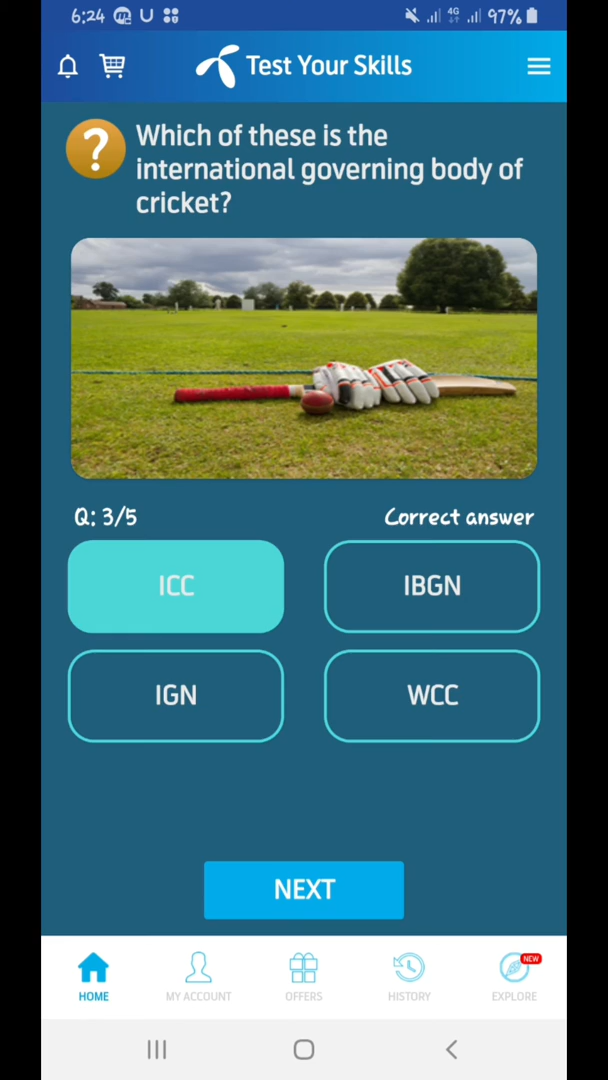 6:24 U 4G 97%
Test Your Skills
?
Which of these is the
international governing body of
cricket?
Q: 3/5 Correct answer
ICC IBGN
IGN WCC
NEXT
NEW
HOME MY ACCOUNT OFFERS HISTORY EXPLORE